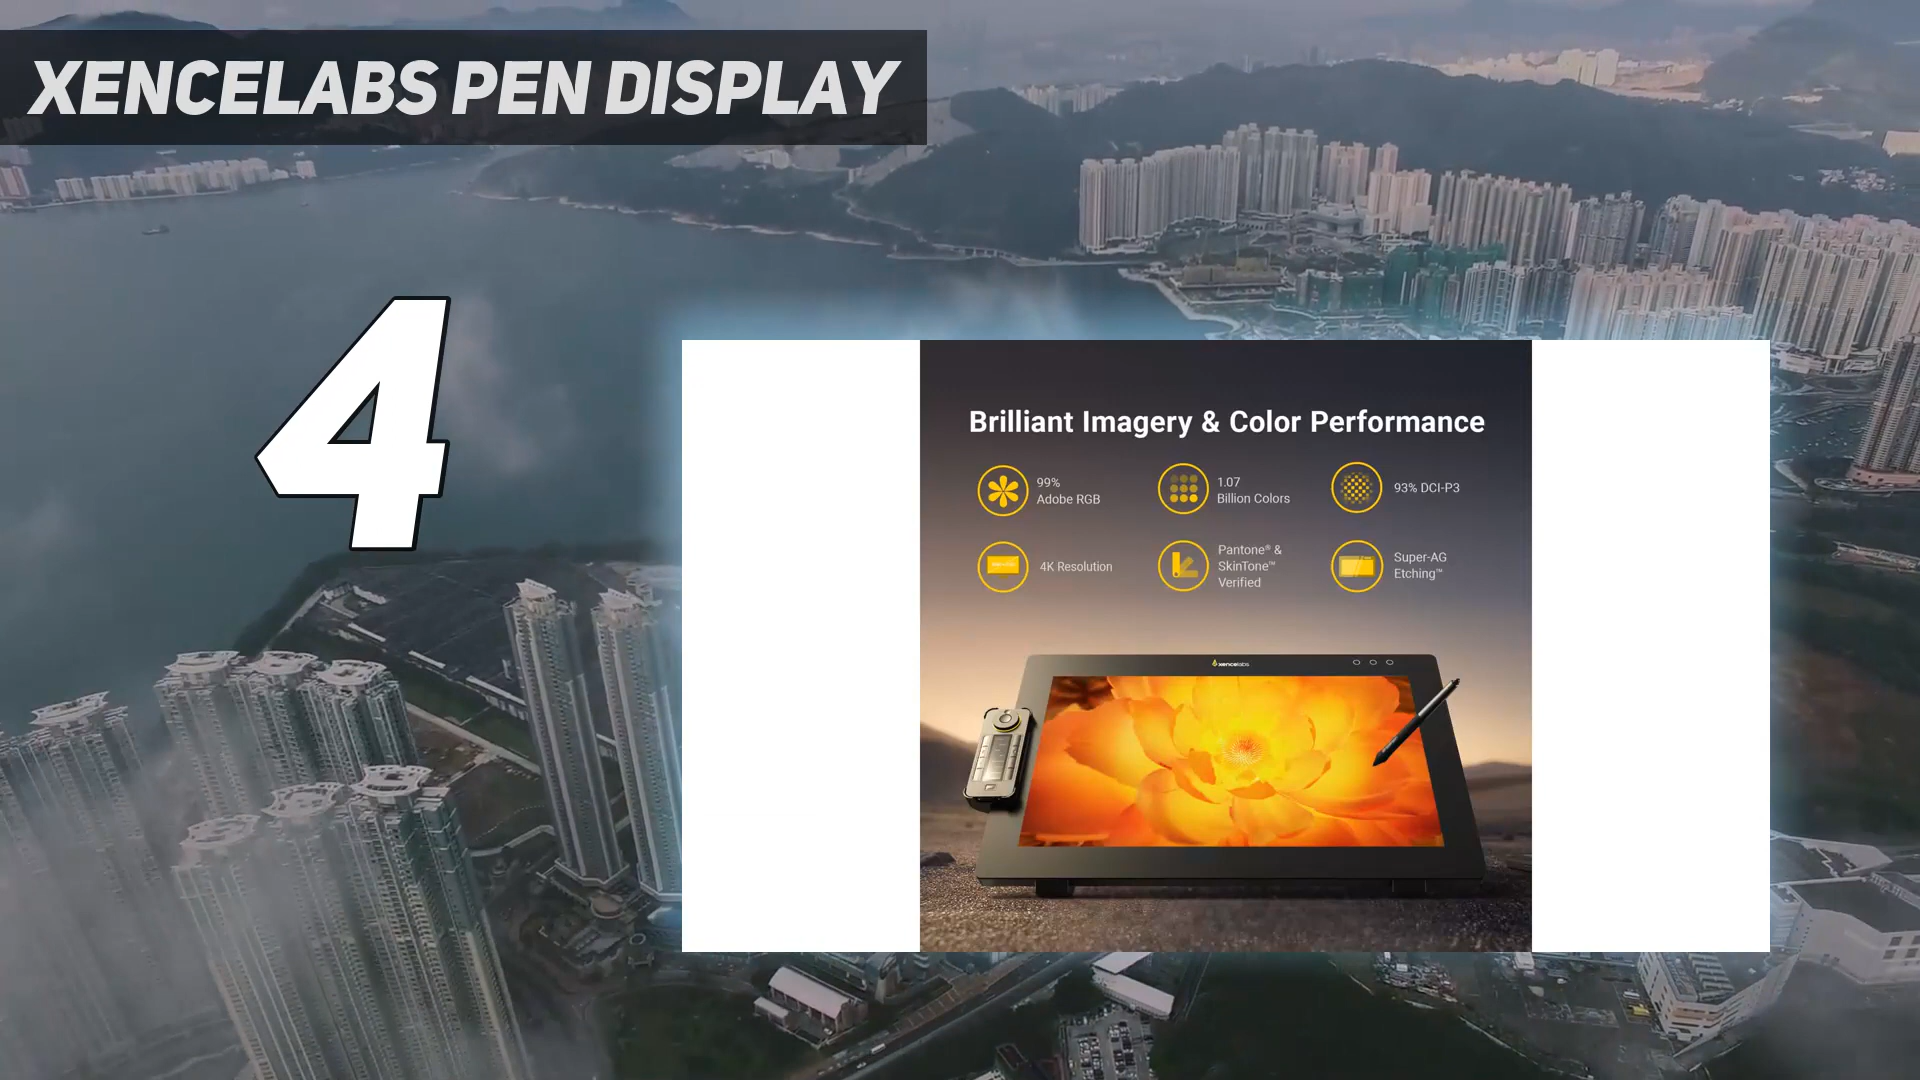 XENCELABS PEN DISPLAY
4
Brilliant Imagery & Color Performance
99%
Adobe RGB
1.07
Billion Colors
93% DCI-P3
4K Resolution
Pantone® &
SkinTone™
Verified
Super-AG
Etching™
xencelabs